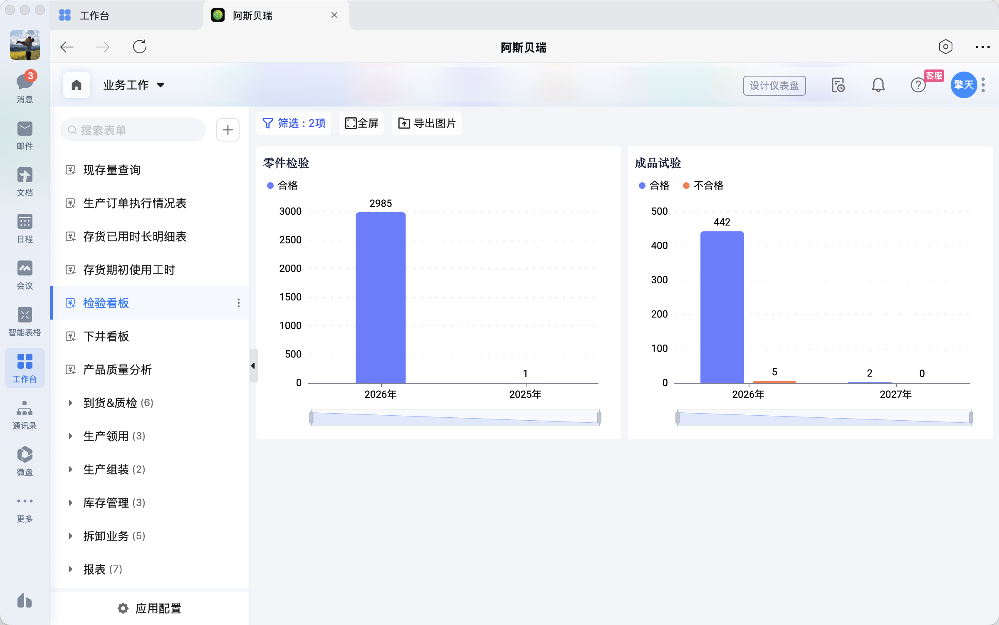 工作台
阿斯贝瑞
阿斯贝瑞
3
消息
邮件
文档
日程
会议
智能表格
工作台
通讯录
微盘
更多
业务工作
设计仪表盘
客服
擎天
搜索表单
现存量查询
生产订单执行情况表
存货已用时长明细表
存货期初使用工时
检验看板
下井看板
产品质量分析
到货&质检 (6)
生产领用 (3)
生产组装 (2)
库存管理 (3)
拆卸业务 (5)
报表 (7)
应用配置
筛选：2项
全屏
导出图片
零件检验
合格
2985
3000
2500
2000
1500
1000
500
0
1
2026年
2025年
成品试验
合格
不合格
500
442
400
300
200
100
0
5
2
0
2026年
2027年